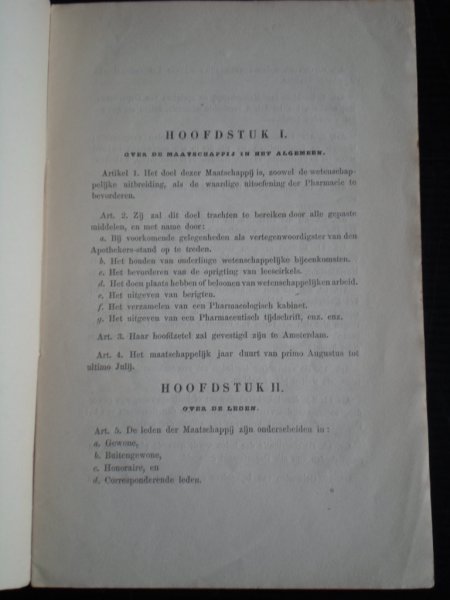 HOOFDSTUK I.
OVER DE MAATSCHAPPIJ IN HET ALGEMEEN.
Artikel 1. Het doel dezer Maatschappij is, zoowel de wetenschap-
pelijke uitbreiding, als de waardige uitoefening der Pharmacie te
bevorderen.
Art. 2. Zij zal dit doel trachten te bereiken door alle gepaste
middelen, en met name door:
a. Bij voorkomende gelegenheden als vertegenwoordigster van den
Apothekers-stand op te treden.
b. Het houden van onderlinge wetenschappelijke bijeenkomsten.
c. Het bevorderen van de oprigting van leescirkels.
d. Het doen plaats hebben of beloonen van wetenschappelijken arbeid.
e. Het uitgeven van berigten.
f. Het verzamelen van een Pharmacologisch kabinet.
g. Het uitgeven van een Pharmaceutisch tijdschrift, enz. enz.
Art. 3. Haar hoofdzetel zal gevestigd zijn te Amsterdam.
Art. 4. Het maatschappelijk jaar duurt van primo Augustus tot
ultimo Julij.
HOOFDSTUK II.
OVER DE LEDEN.
Art. 5. De leden der Maatschappij zijn onderscheiden in:
a. Gewone,
b. Buitengewone,
c. Honoraire, en
d. Corresponderende leden.